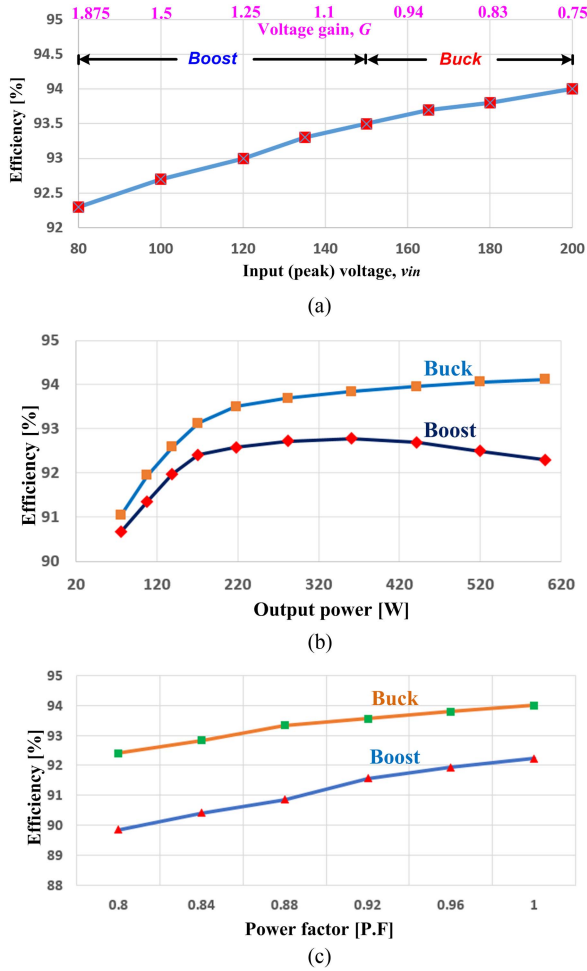 1.875 1.5 1.25 1.1 0.94 0.83 0.75
Voltage gain, G
95
94.5
94
93.5
93
92.5
92
Efficiency [%]
Boost Buck
80 100 120 140 160 180 200
Input (peak) voltage, vin
(a)
95
94
93
92
91
90
Efficiency [%]
Buck
Boost
20 120 220 320 420 520 620
Output power [W]
(b)
95
94
93
92
91
90
89
88
Efficiency [%]
Buck
Boost
0.8 0.84 0.88 0.92 0.96 1
Power factor [P.F]
(c)